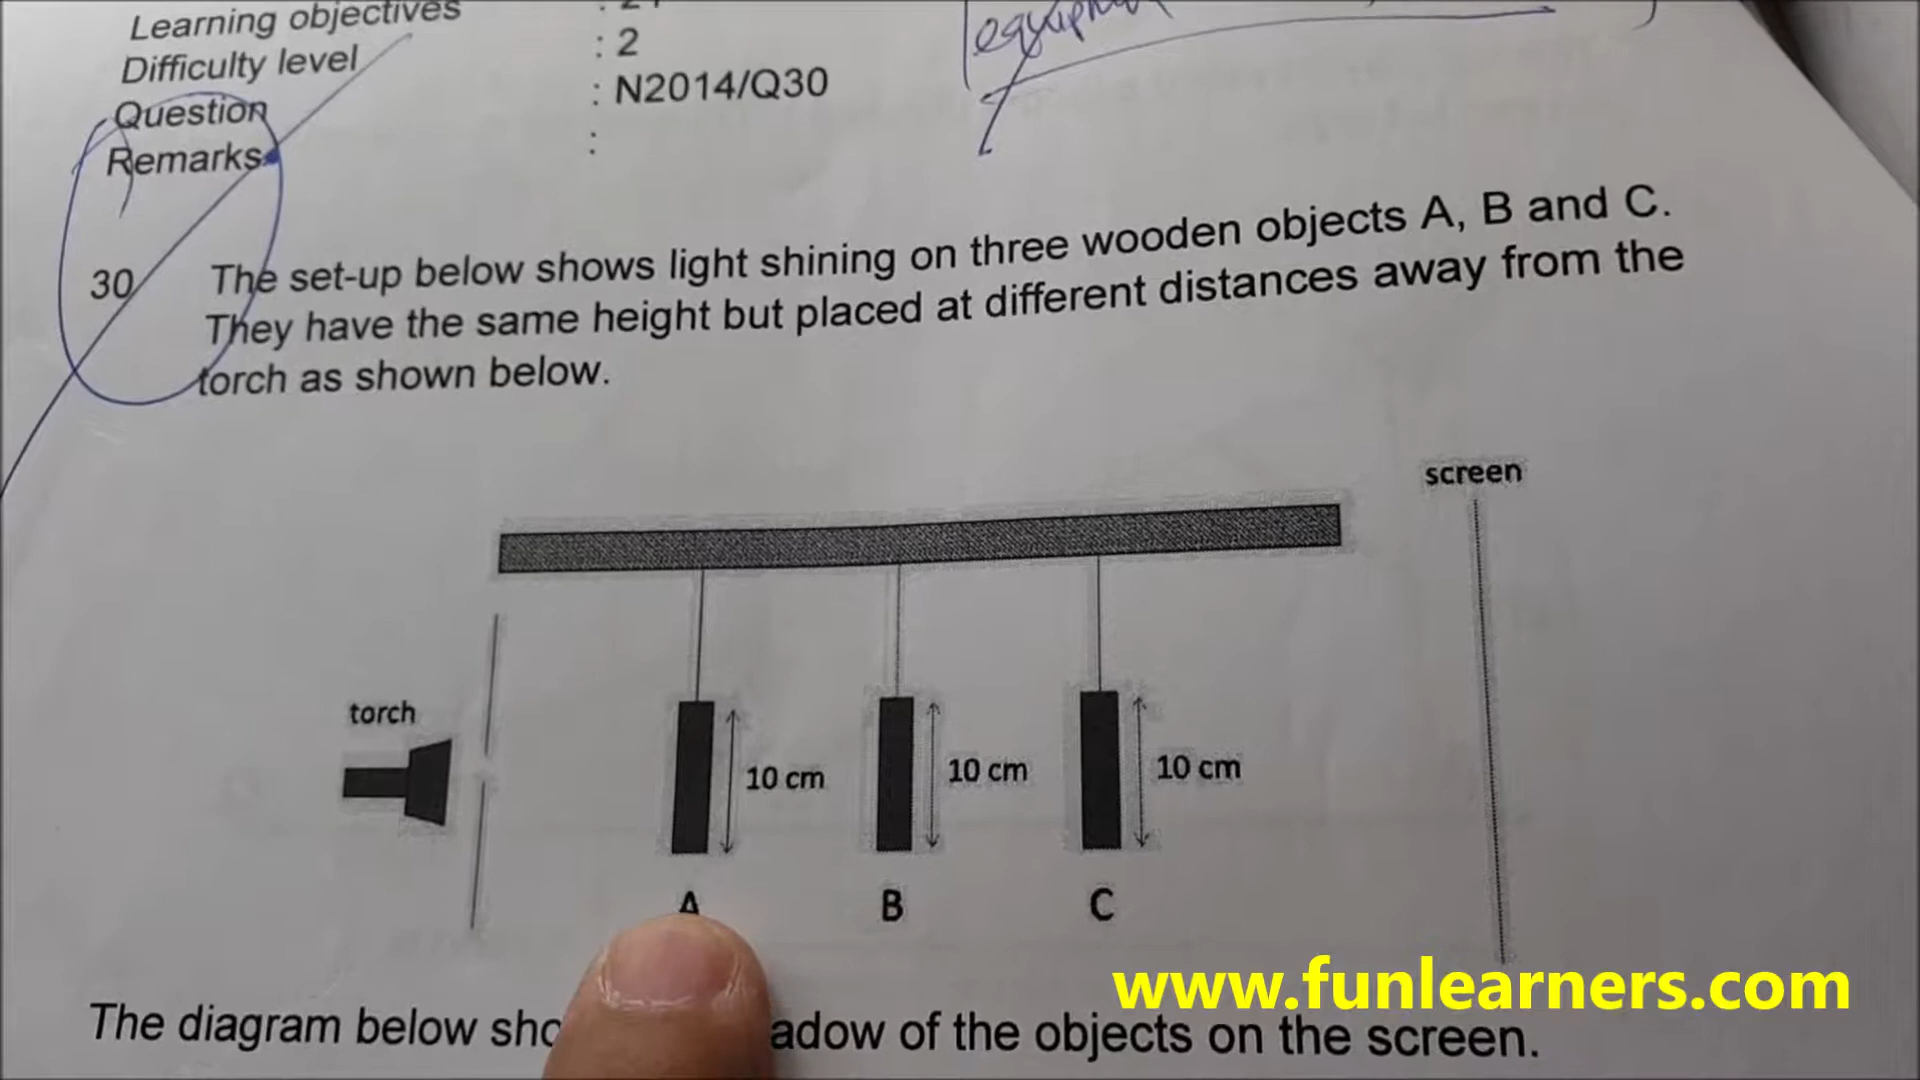 Learning objectives
Difficulty level : 2
Question : N2014/Q30
Remarks :
30 The set-up below shows light shining on three wooden objects A, B and C.
They have the same height but placed at different distances away from the
torch as shown below.
screen
torch
10 cm 10 cm 10 cm
A B C
www.funlearners.com
The diagram below adow of the objects on the screen.